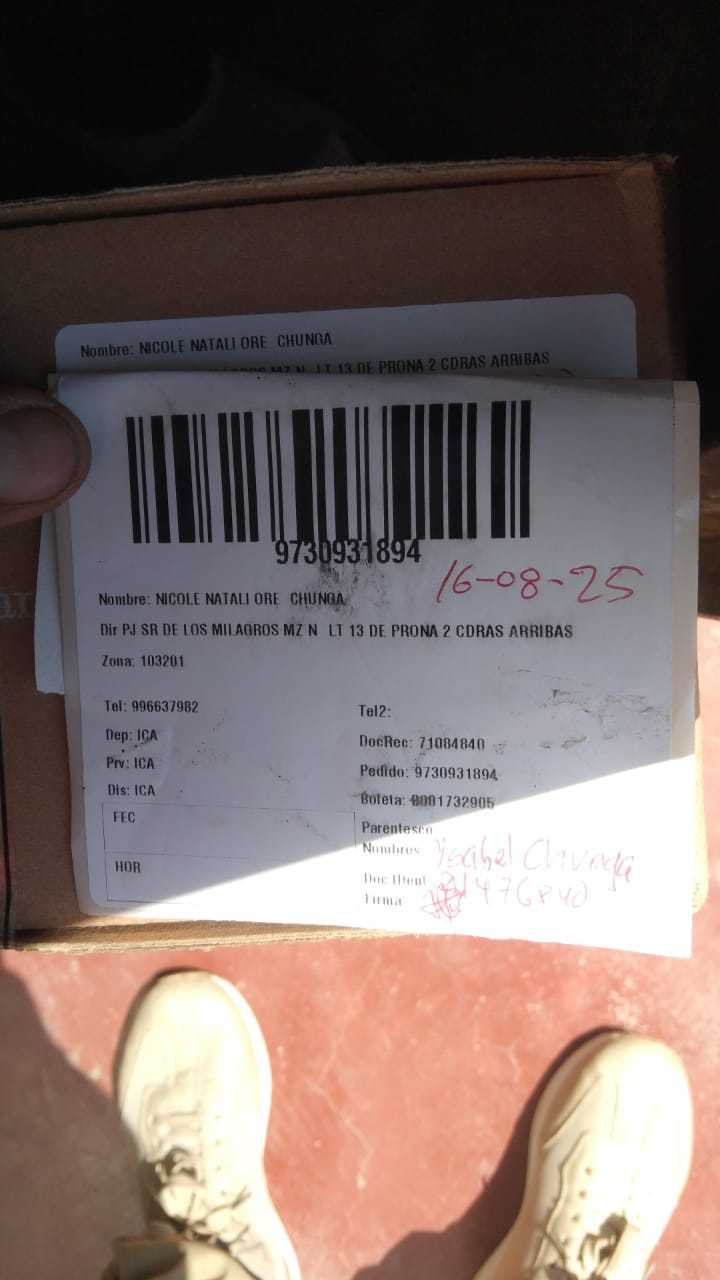 Nombre: NICOLE NATALI ORE CHUNGA
MZ N LT 13 DE PRONA 2 CDRAS ARRIBAS
9730931894
16-08-25
Nombre: NICOLE NATALI ORE CHUNGA
Dir PJ SR DE LOS MILAGROS MZ N LT 13 DE PRONA 2 CDRAS ARRIBAS
Zona: 103201
Tel: 996637982
Dep: ICA
Prv: ICA
Dis: ICA
FEC
HOR
Tel2:
DocRec: 71084840
Pedido: 9730931894
Boleta: B001732905
Parentesco
Nombres Ysabel Chunga
Doc Ident
Firma